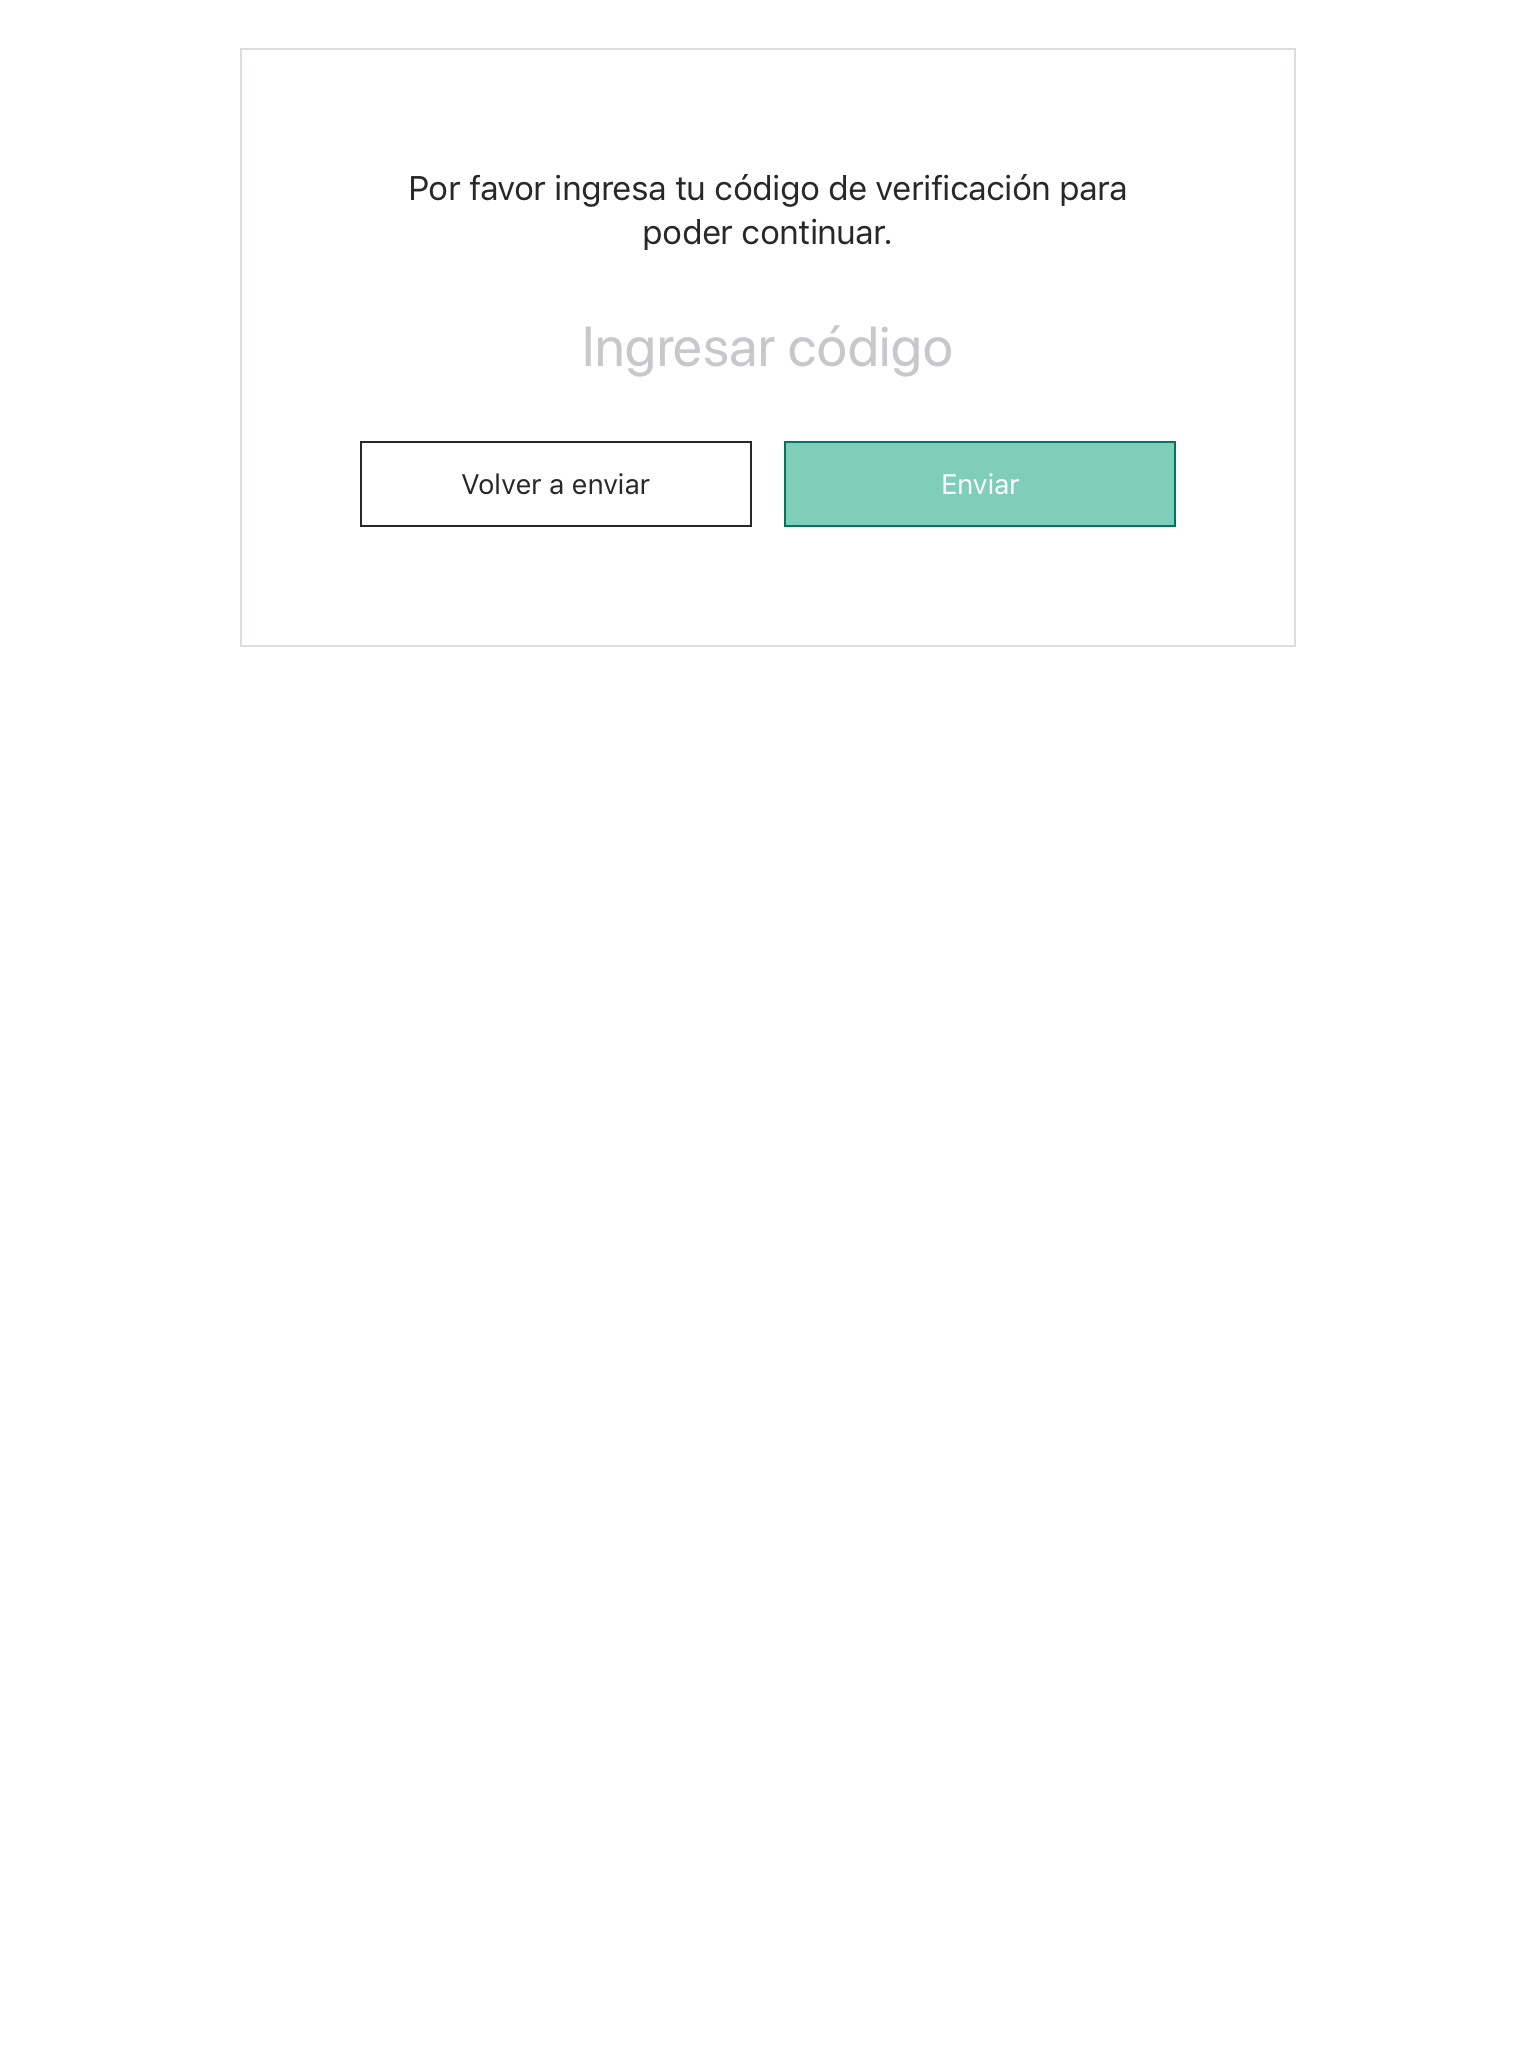 Por favor ingresa tu código de verificación para
poder continuar.
Ingresar código
Volver a enviar
Enviar